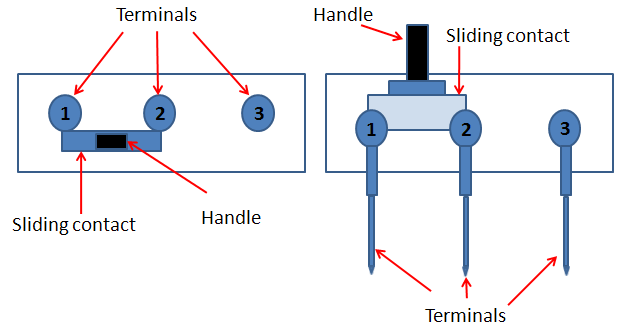 Terminals
1
2
3
Sliding contact
Handle
Handle
Sliding contact
1
2
3
Terminals